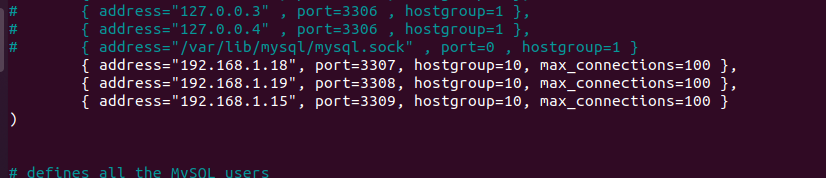 #       { address="127.0.0.3" , port=3306 , hostgroup=1 },
#       { address="127.0.0.4" , port=3306 , hostgroup=1 },
#       { address="/var/lib/mysql/mysql.sock" , port=0 , hostgroup=1 }
        { address="192.168.1.18", port=3307, hostgroup=10, max_connections=100 },
        { address="192.168.1.19", port=3308, hostgroup=10, max_connections=100 },
        { address="192.168.1.15", port=3309, hostgroup=10, max_connections=100 }
)
# defines all the MySQL users